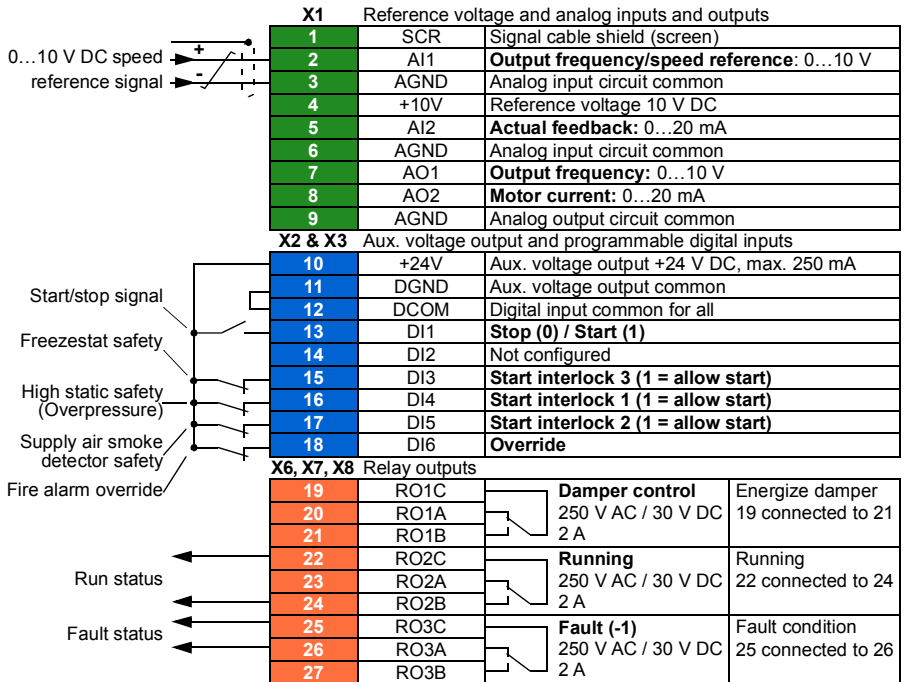 X1 Reference voltage and analog inputs and outputs
1 SCR Signal cable shield (screen)
0…10 V DC speed + 2 AI1 Output frequency/speed reference: 0…10 V
reference signal - 3 AGND Analog input circuit common
4 +10V Reference voltage 10 V DC
5 AI2 Actual feedback: 0…20 mA
6 AGND Analog input circuit common
7 AO1 Output frequency: 0…10 V
8 AO2 Motor current: 0…20 mA
9 AGND Analog output circuit common
X2 & X3 Aux. voltage output and programmable digital inputs
10 +24V Aux. voltage output +24 V DC, max. 250 mA
Start/stop signal 11 DGND Aux. voltage output common
12 DCOM Digital input common for all
Freezestat safety 13 DI1 Stop (0) / Start (1)
14 DI2 Not configured
High static safety 15 DI3 Start interlock 3 (1 = allow start)
(Overpressure) 16 DI4 Start interlock 1 (1 = allow start)
Supply air smoke 17 DI5 Start interlock 2 (1 = allow start)
detector safety 18 DI6 Override
X6, X7, X8 Relay outputs
Fire alarm override 19 RO1C Damper control Energize damper
20 RO1A 250 V AC / 30 V DC 19 connected to 21
21 RO1B 2 A
22 RO2C Running Running
Run status 23 RO2A 250 V AC / 30 V DC 22 connected to 24
24 RO2B 2 A
Fault status 25 RO3C Fault (-1) Fault condition
26 RO3A 250 V AC / 30 V DC 25 connected to 26
27 RO3B 2 A